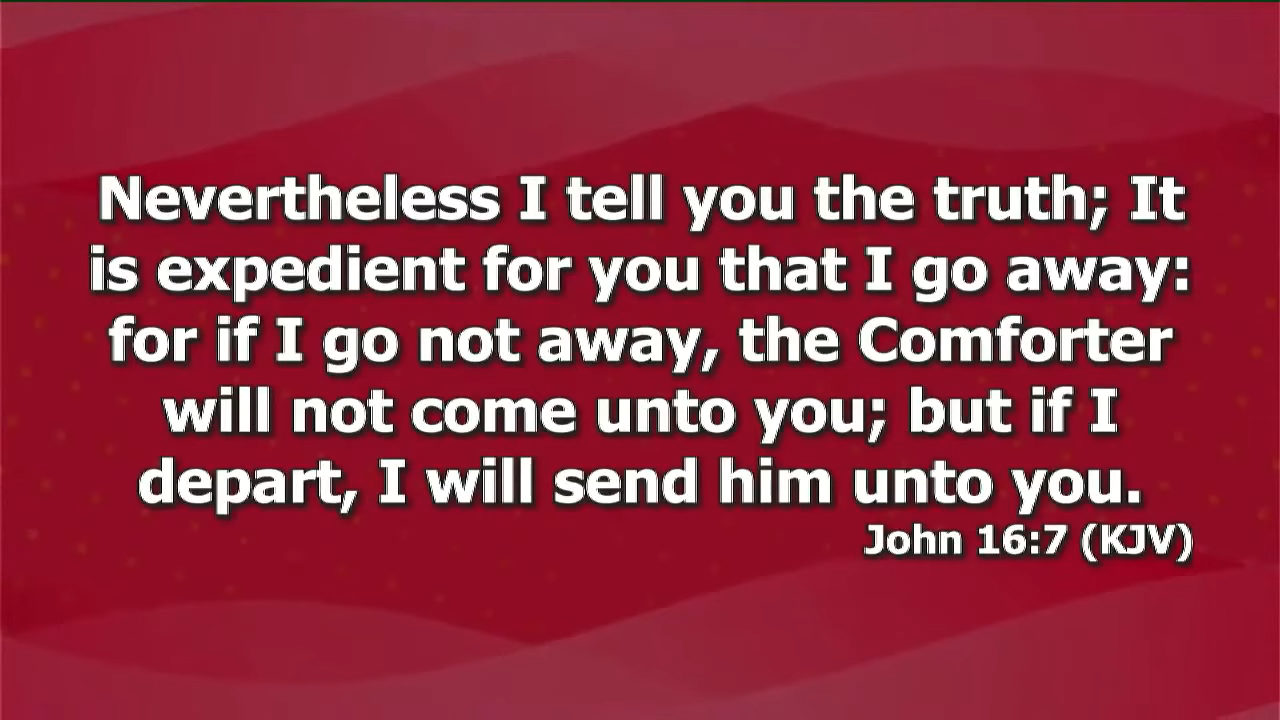 Nevertheless I tell you the truth; It
is expedient for you that I go away:
for if I go not away, the Comforter
will not come unto you; but if I
depart, I will send him unto you.
John 16:7 (KJV)